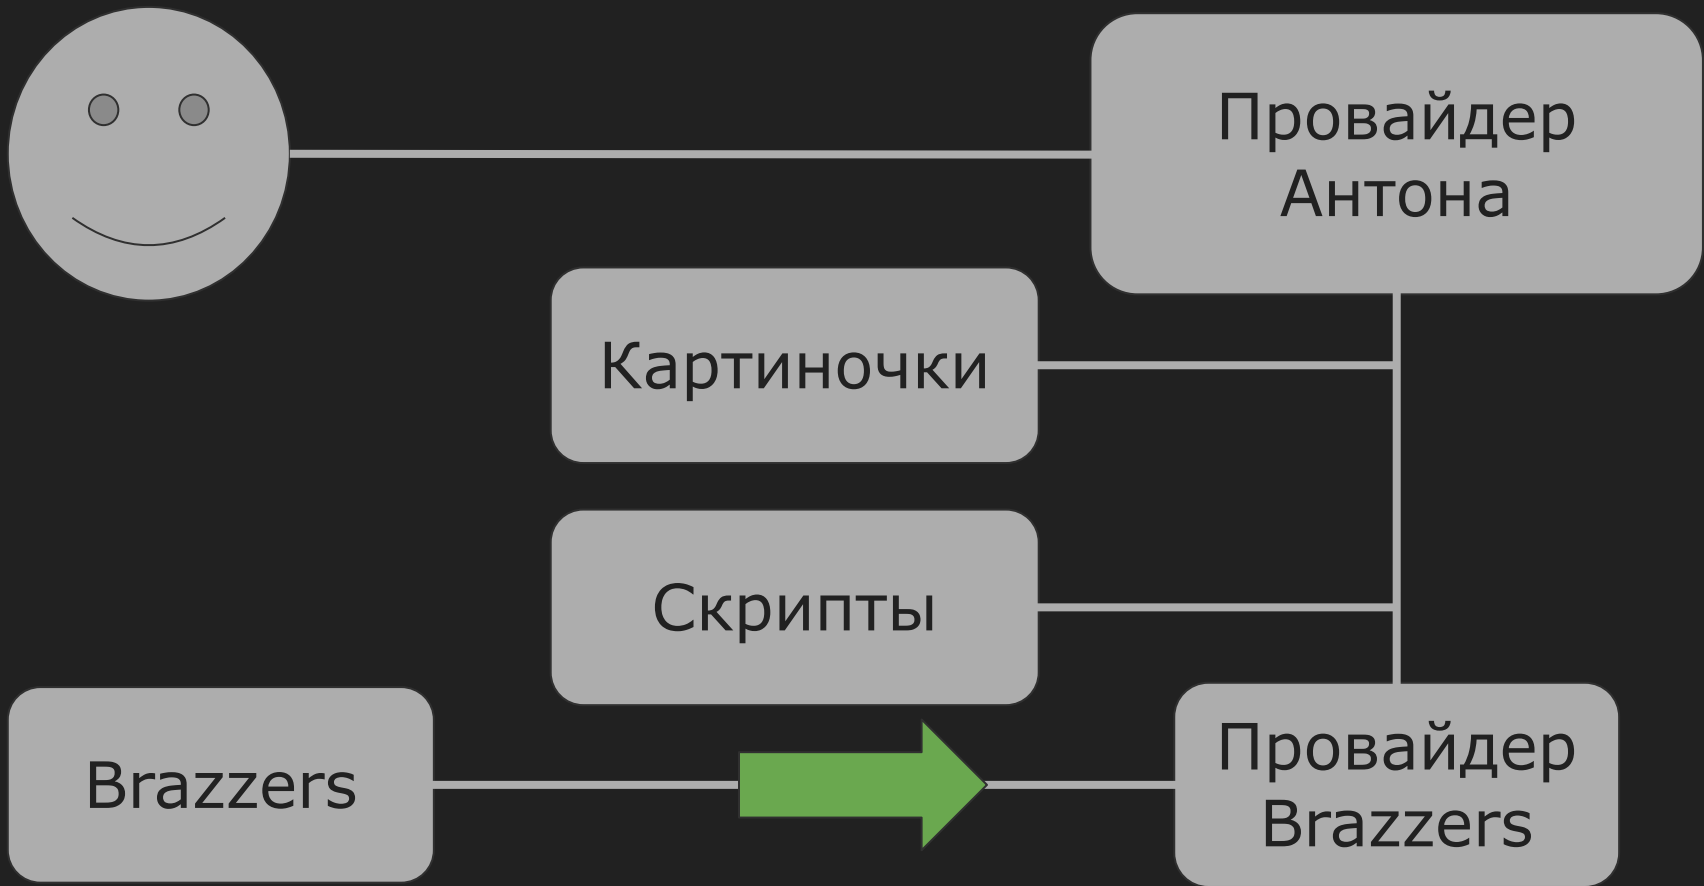 Провайдер
Антона
Картиночки
Скрипты
Brazzers
Провайдер
Brazzers